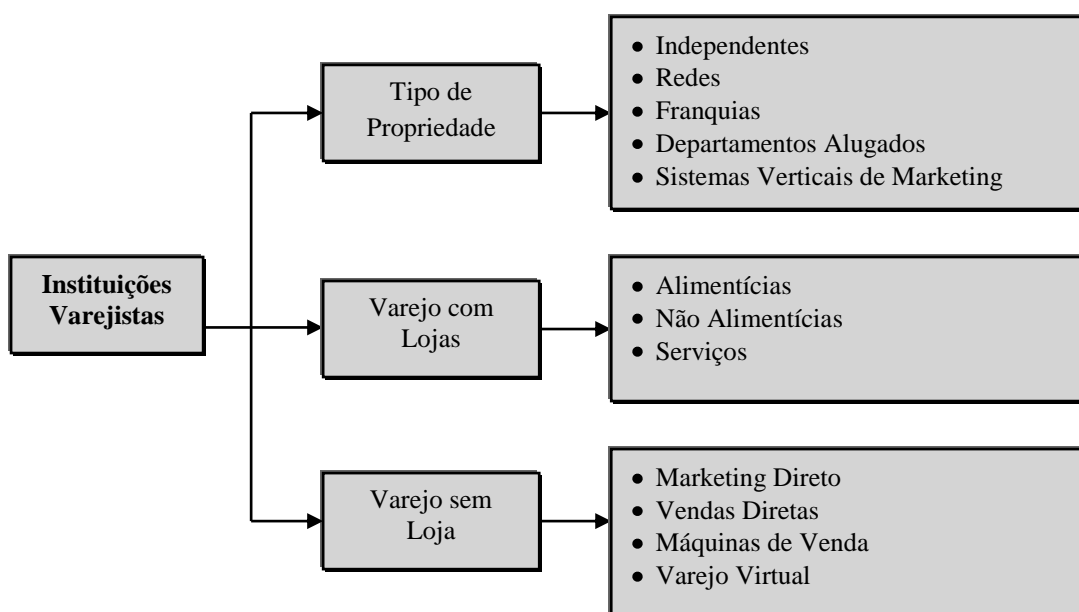 Instituições
Varejistas
Tipo de
Propriedade
• Independentes
• Redes
• Franquias
• Departamentos Alugados
• Sistemas Verticais de Marketing
Varejo com
Lojas
• Alimentícias
• Não Alimentícias
• Serviços
Varejo sem
Loja
• Marketing Direto
• Vendas Diretas
• Máquinas de Venda
• Varejo Virtual